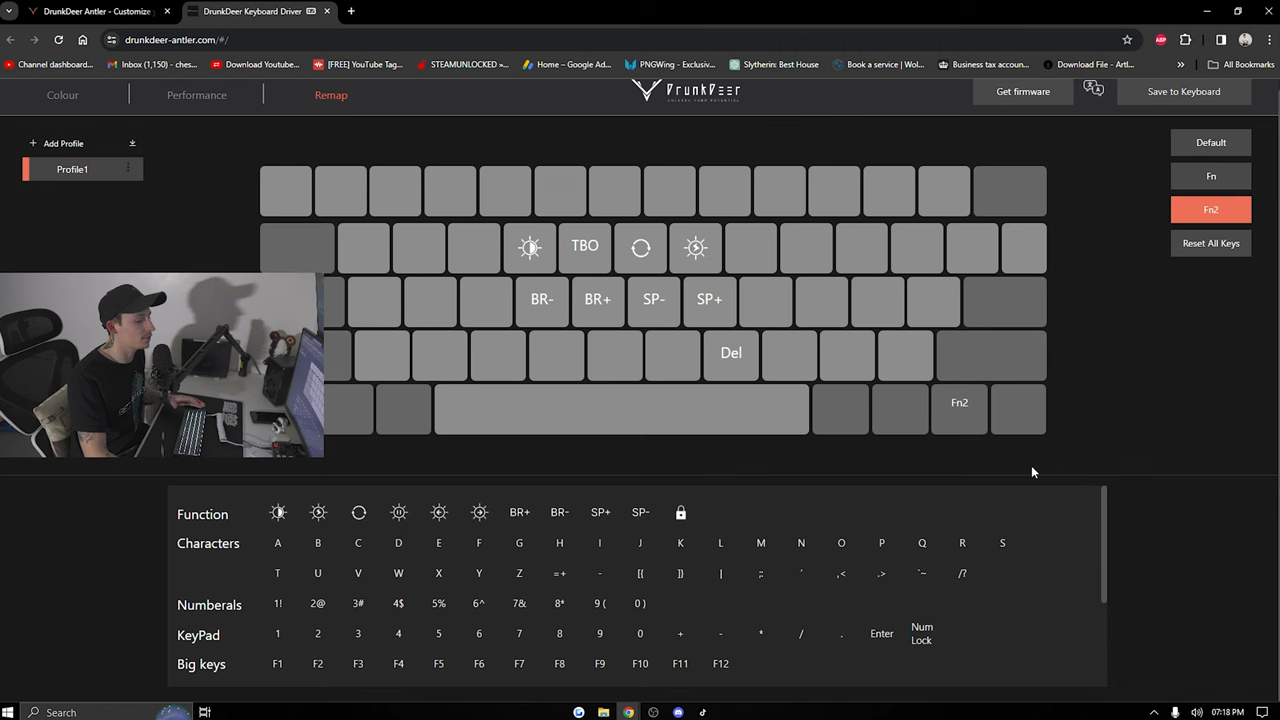 DrunkDeer Antler - Customize
DrunkDeer Keyboard Driver
drunkdeer-antler.com/#/
ABP
Channel dashboard...
Inbox (1,150) - ches...
Download Youtube...
[FREE] YouTube Tag...
STEAMUNLOCKED »...
Home – Google Ad...
PNGWing - Exclusiv...
Slytherin: Best House
Book a service | Wol...
Business tax accoun...
Download File - Artl...
»
All Bookmarks
Colour
Performance
Remap
DrunkDeer
Get firmware
Save to Keyboard
Add Profile
Profile1
Default
Fn
Fn2
Reset All Keys
TBO
BR- BR+ SP- SP+
Del
Fn2
Function BR+ BR- SP+ SP-
Characters A B C D E F G H I J K L M N O P Q R S
T U V W X Y Z =+ - [{ ]} | ;: ' ,< .> `~ /?
Numberals 1! 2@ 3# 4$ 5% 6^ 7& 8* 9( 0)
KeyPad 1 2 3 4 5 6 7 8 9 0 + - * / . Enter Num Lock
Big keys F1 F2 F3 F4 F5 F6 F7 F8 F9 F10 F11 F12
Search
07:18 PM